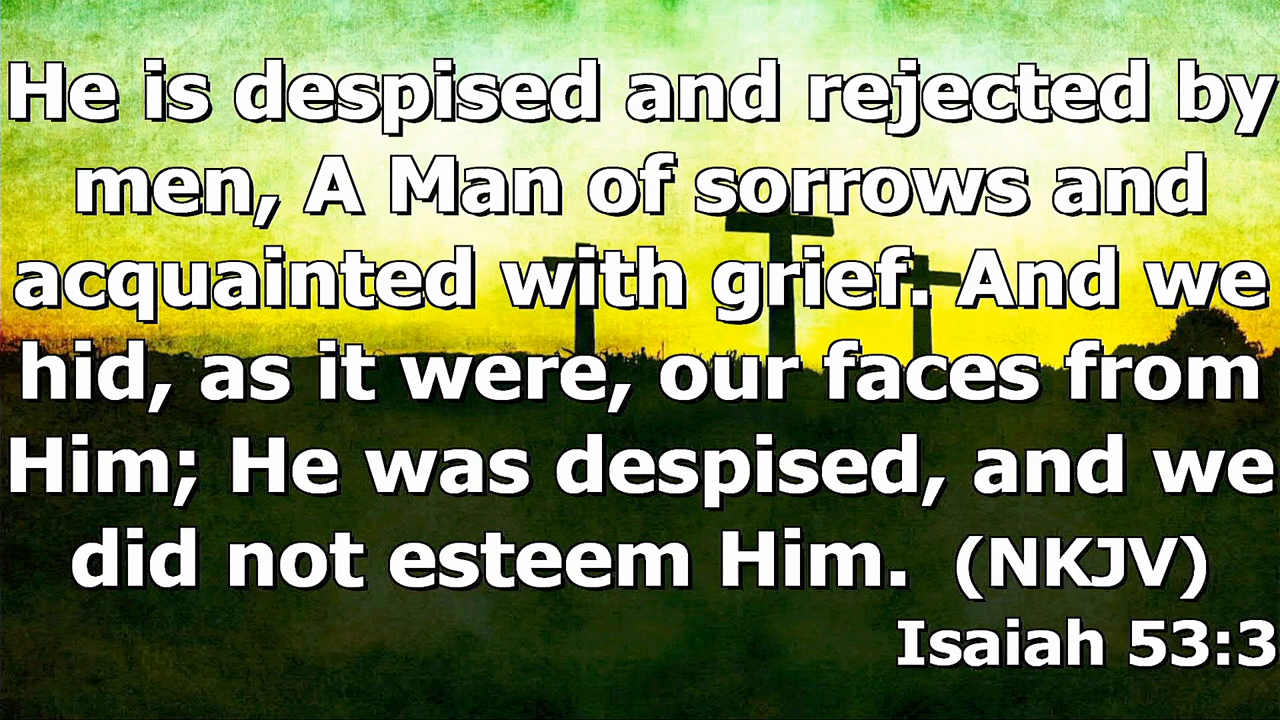 He is despised and rejected by
men, A Man of sorrows and
acquainted with grief. And we
hid, as it were, our faces from
Him; He was despised, and we
did not esteem Him.  (NKJV)
Isaiah 53:3